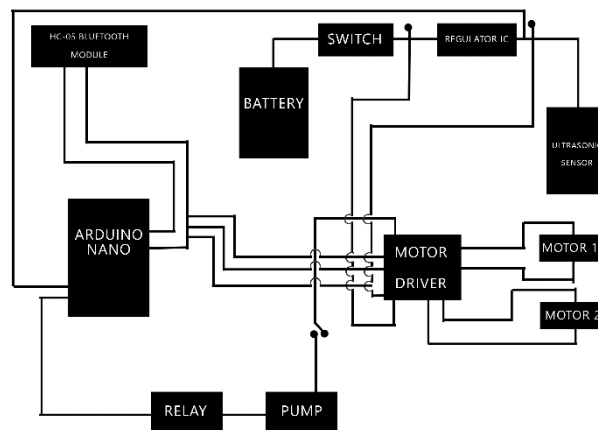 HC-05 BLUETOOTH
MODULE
SWITCH
REGULATOR IC
BATTERY
ULTRASONIC
SENSOR
ARDUINO
NANO
MOTOR
DRIVER
MOTOR 1
MOTOR 2
RELAY
PUMP